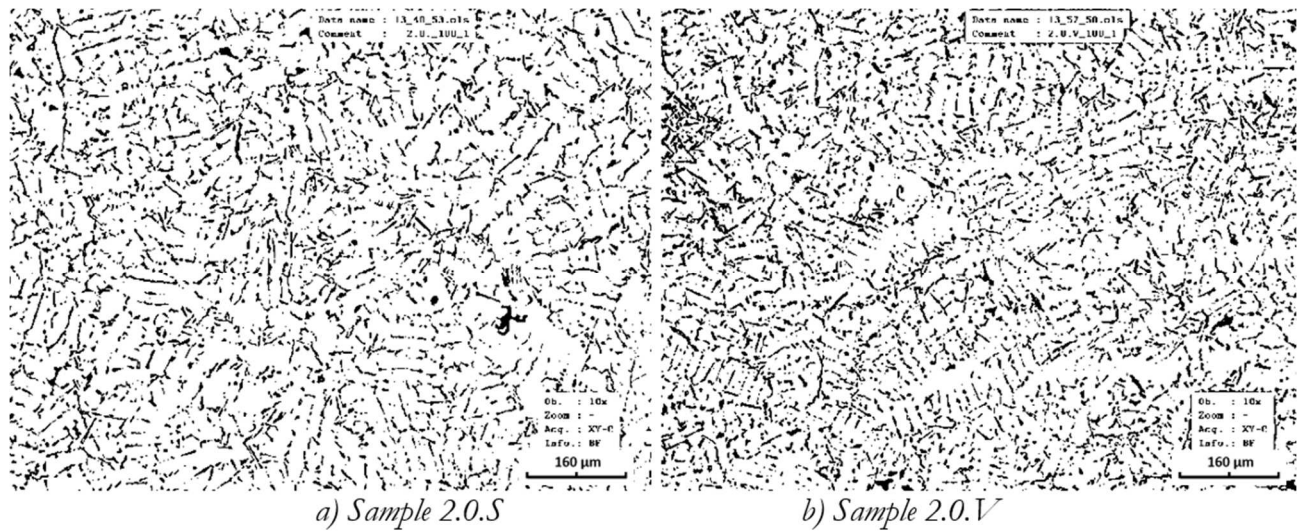 Data name : 13_48_53.ols
Comment : 2.0._100_1
Data name : 13_57_50.ols
Comment : 2.0.V_100_1
Ob. : 10x
Zoom : -
Acq. : XY-C
Info.: BF
160 µm
Ob. : 10x
Zoom : -
Acq. : XY-C
Info.: BF
160 µm
a) Sample 2.0.S
b) Sample 2.0.V